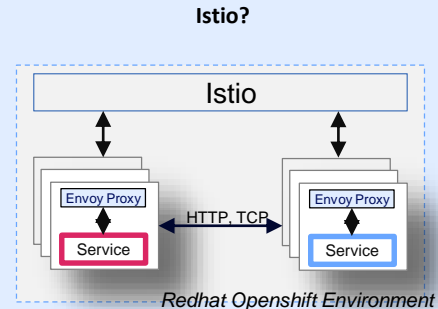 Istio?
Istio
Envoy Proxy
Envoy Proxy
HTTP, TCP
Service
Service
Redhat Openshift Environment